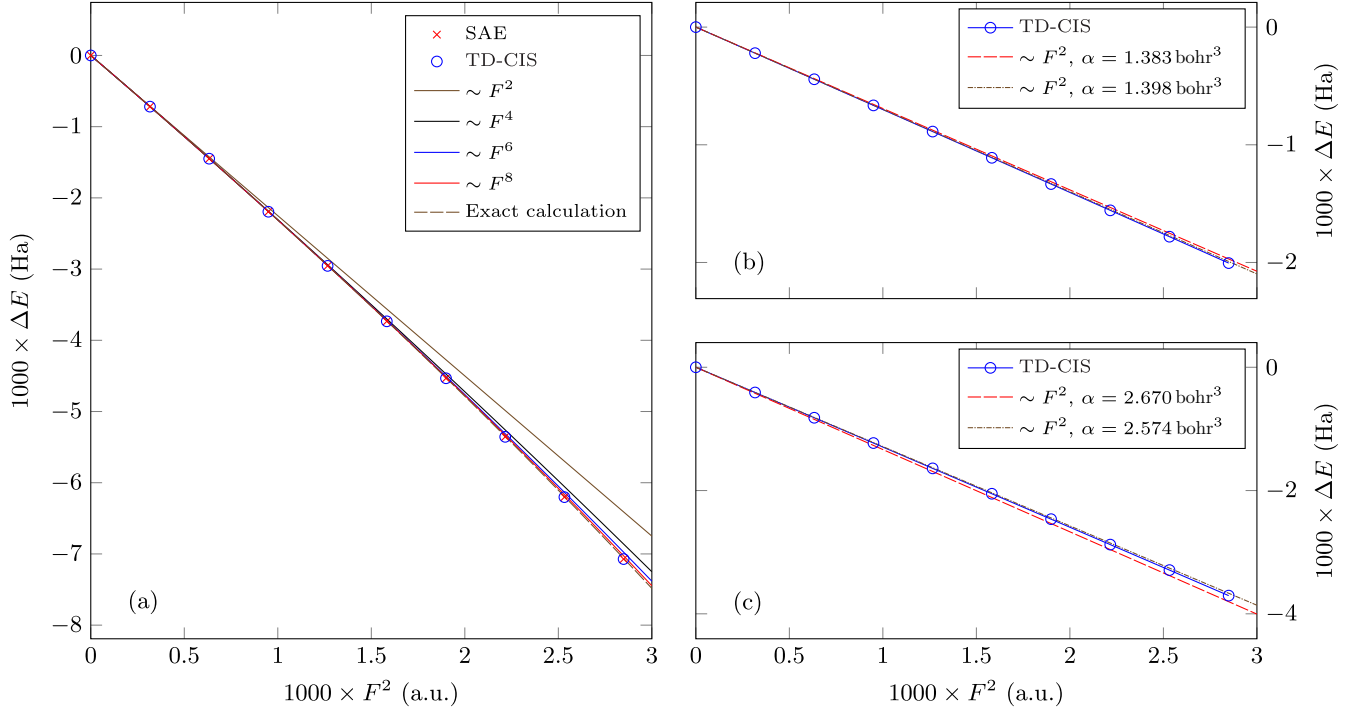 0
−1
−2
−3
−4
−5
−6
−7
−8
1000 × ΔE (Ha)
SAE
TD-CIS
∼ F²
∼ F⁴
∼ F⁶
∼ F⁸
Exact calculation
(a)
0 0.5 1 1.5 2 2.5 3
1000 × F² (a.u.)
TD-CIS
∼ F², α = 1.383 bohr³
∼ F², α = 1.398 bohr³
(b)
0
−1
−2
1000 × ΔE (Ha)
TD-CIS
∼ F², α = 2.670 bohr³
∼ F², α = 2.574 bohr³
(c)
0
−2
−4
1000 × ΔE (Ha)
0 0.5 1 1.5 2 2.5 3
1000 × F² (a.u.)